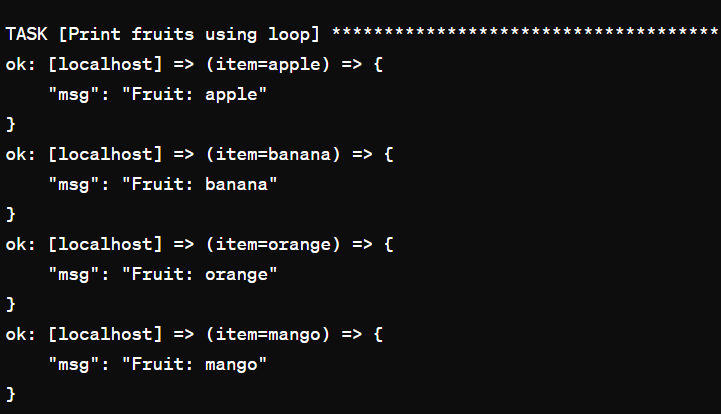 TASK [Print fruits using loop] *************************************
ok: [localhost] => (item=apple) => {
    "msg": "Fruit: apple"
}
ok: [localhost] => (item=banana) => {
    "msg": "Fruit: banana"
}
ok: [localhost] => (item=orange) => {
    "msg": "Fruit: orange"
}
ok: [localhost] => (item=mango) => {
    "msg": "Fruit: mango"
}